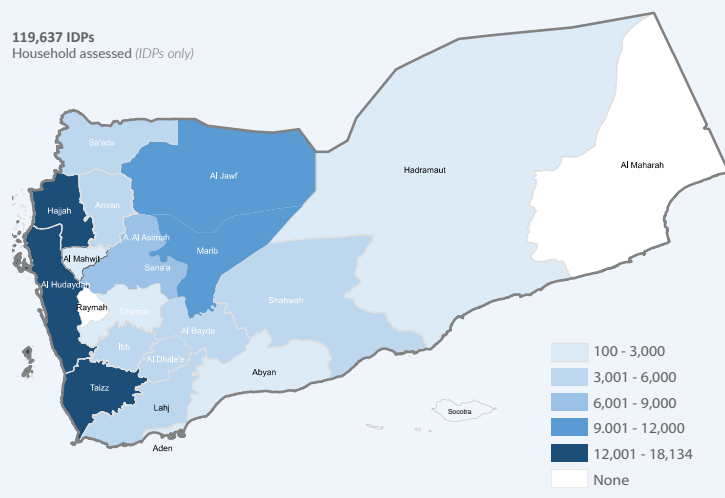 119,637 IDPs
Household assessed (IDPs only)
Sa'ada
Al Jawf
Hadramaut
Al Maharah
Hajjah
Amran
A. Al Asimah
Marib
Al Mahwit
Sana'a
Al Hudaydah
Raymah
Dhamar
Shabwah
Al Bayda
Ibb
Al Dhale'e
Abyan
Taizz
Lahj
Aden
Socotra
100 - 3,000
3,001 - 6,000
6,001 - 9,000
9.001 - 12,000
12,001 - 18,134
None